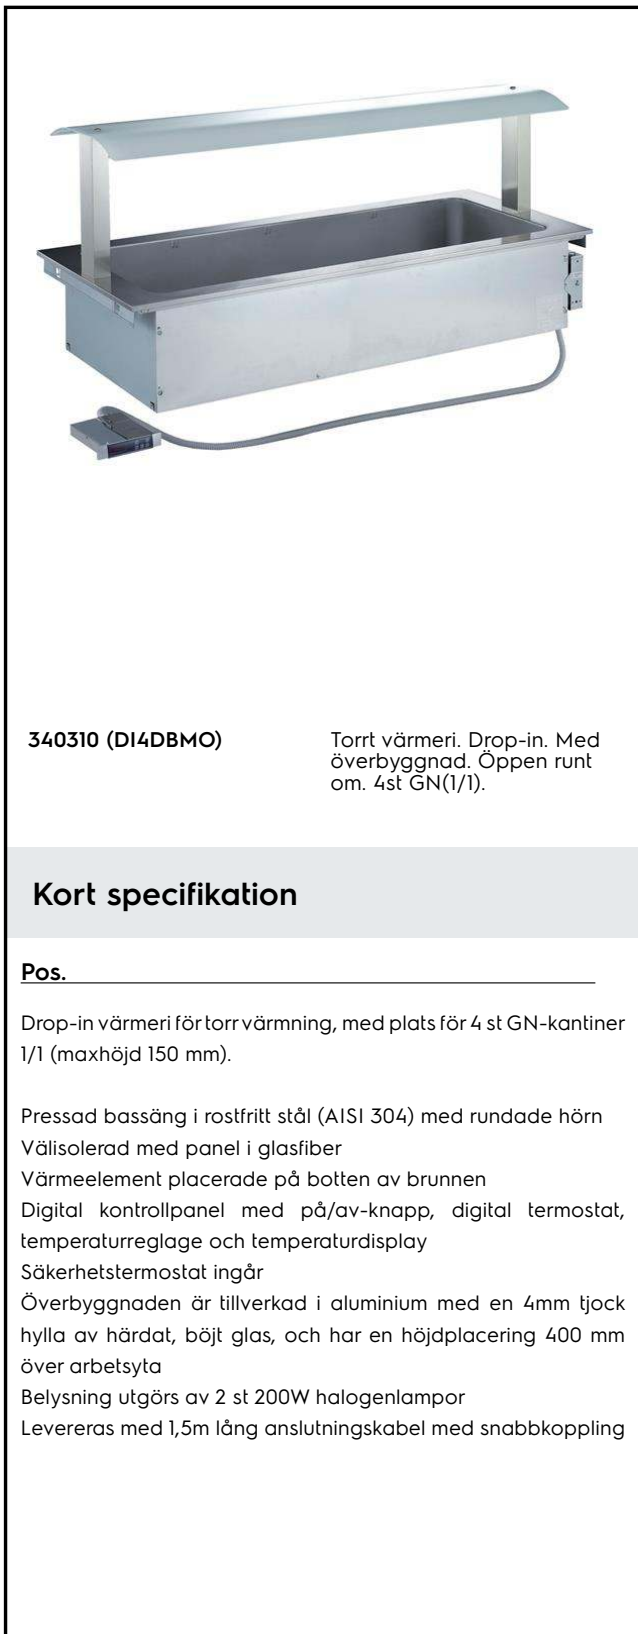 340310 (DI4DBMO)
Torrt värmeri. Drop-in. Med
överbyggnad. Öppen runt
om. 4st GN(1/1).
Kort specifikation
Pos.
Drop-in värmeri för torr värmning, med plats för 4 st GN-kantiner
1/1 (maxhöjd 150 mm).
Pressad bassäng i rostfritt stål (AISI 304) med rundade hörn
Välisolerad med panel i glasfiber
Värmeelement placerade på botten av brunnen
Digital kontrollpanel med på/av-knapp, digital termostat,
temperaturreglage och temperaturdisplay
Säkerhetstermostat ingår
Överbyggnaden är tillverkad i aluminium med en 4mm tjock
hylla av härdat, böjt glas, och har en höjdplacering 400 mm
över arbetsyta
Belysning utgörs av 2 st 200W halogenlampor
Levereras med 1,5m lång anslutningskabel med snabbkoppling